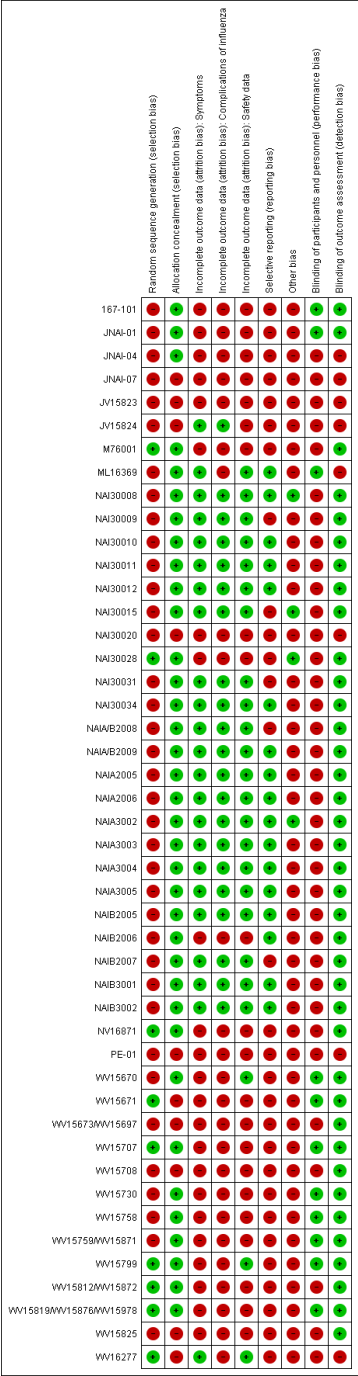 Random sequence generation (selection bias)
Allocation concealment (selection bias)
Incomplete outcome data (attrition bias): Symptoms
Incomplete outcome data (attrition bias): Complications of influenza
Incomplete outcome data (attrition bias): Safety data
Selective reporting (reporting bias)
Other bias
Blinding of participants and personnel (performance bias)
Blinding of outcome assessment (detection bias)
167-101 - + - - - - - + +
JNAI-01 - + - - - - - + +
JNAI-04 - + - - - - - - -
JNAI-07 - - - - - - - - -
JV15823 - - - - - - - - -
JV15824 - - + + - - - - -
M76001 + + - - - - - - +
ML16369 - + + - + + - + -
NAI30008 - + + + + + + - +
NAI30009 - + + + + - - - +
NAI30010 - + + + + + - - +
NAI30011 - + + + + + - - +
NAI30012 - + + + + + - - +
NAI30015 - + + + + - + - +
NAI30020 - - - - - - - - -
NAI30028 + + - - - - + - +
NAI30031 - + + + + - - - +
NAI30034 - + + + + + - - +
NAIA/B2008 - + + + + - - - +
NAIA/B2009 - + + + + + - - +
NAIA2005 - + + + + + - - +
NAIA2006 - + + + + + - - +
NAIA3002 - + + + + + + - +
NAIA3003 - + + + + + - - +
NAIA3004 - + + + + + - - +
NAIA3005 - + + + + + - - +
NAIB2005 - + + + + + - - +
NAIB2006 - + - - - + - - +
NAIB2007 - + + + + - - - +
NAIB3001 - + + + + + - - +
NAIB3002 - + + + + + - - +
NV16871 + + - - - - - - +
PE-01 - - - - - - - - -
WV15670 - + - - + - - + +
WV15671 + - - - - - - + +
WV15673/WV15697 - - - - - - - - +
WV15707 + + - - - - - + +
WV15708 - - - - - - - - +
WV15730 - + - - - - - + +
WV15758 - + - - - - - + +
WV15759/WV15871 - + - - - - - + +
WV15799 + + - - + - - + +
WV15812/WV15872 + + - - - - - - +
WV15819/WV15876/WV15978 + + - - - - - + +
WV15825 - - - - - - - - +
WV16277 + - + - + - - - -